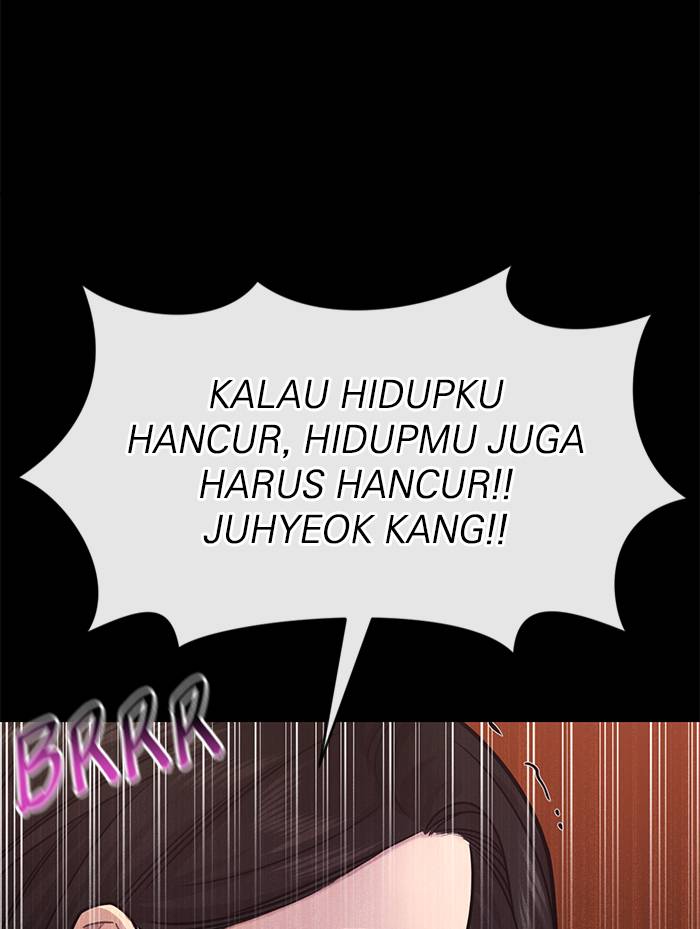 KALAU HIDUPKU
HANCUR, HIDUPMU JUGA
HARUS HANCUR!!
JUHYEOK KANG!!
BRRR